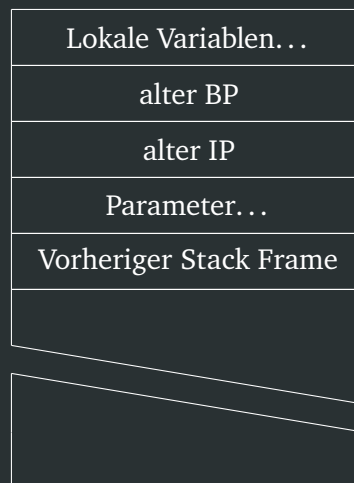 Lokale Variablen...
alter BP
alter IP
Parameter...
Vorheriger Stack Frame